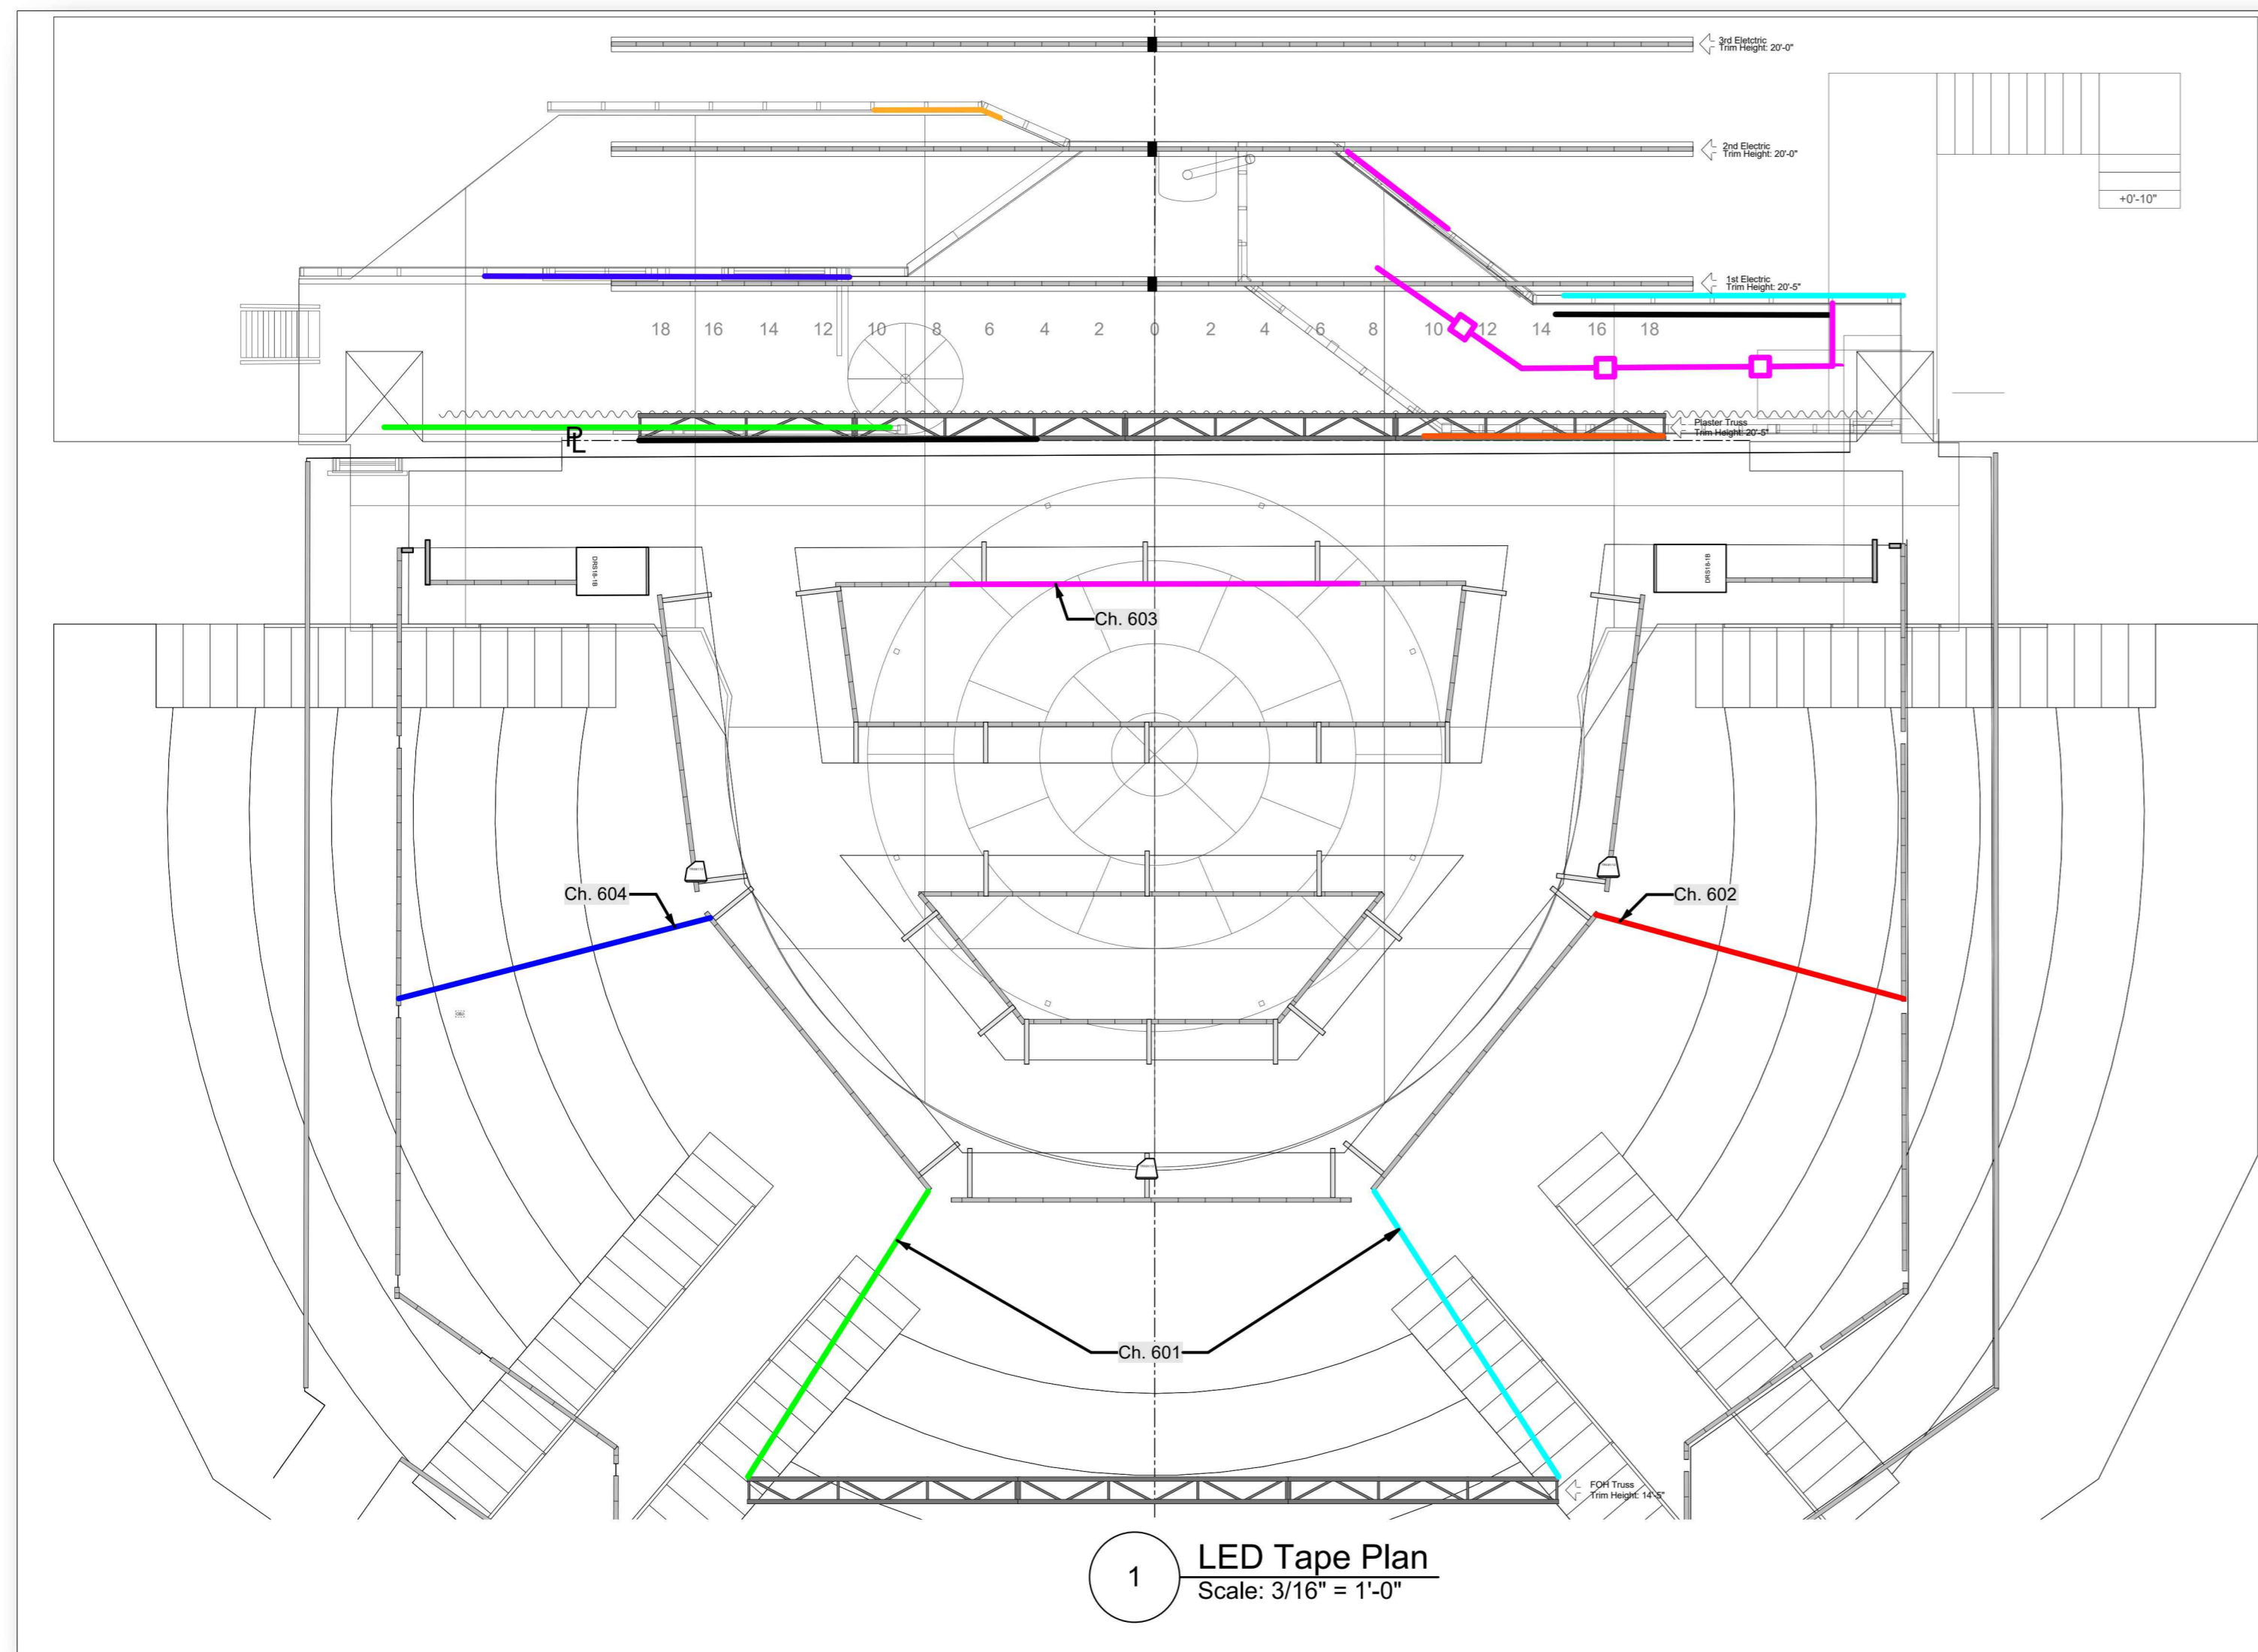 3rd Eletctric
Trim Height: 20'-0"
2nd Electric
Trim Height: 20'-0"
+0'-10"
1st Electric
Trim Height: 20'-5"
18 16 14 12 10 8 6 4 2 0 2 4 6 8 10 12 14 16 18
Plaster Truss
Trim Height: 20'-5"
PL
DRS18-1B
DRS18-1B
Ch. 603
Ch. 604
Ch. 602
Ch. 601
FOH Truss
Trim Height: 14'-5"
1
LED Tape Plan
Scale: 3/16" = 1'-0"